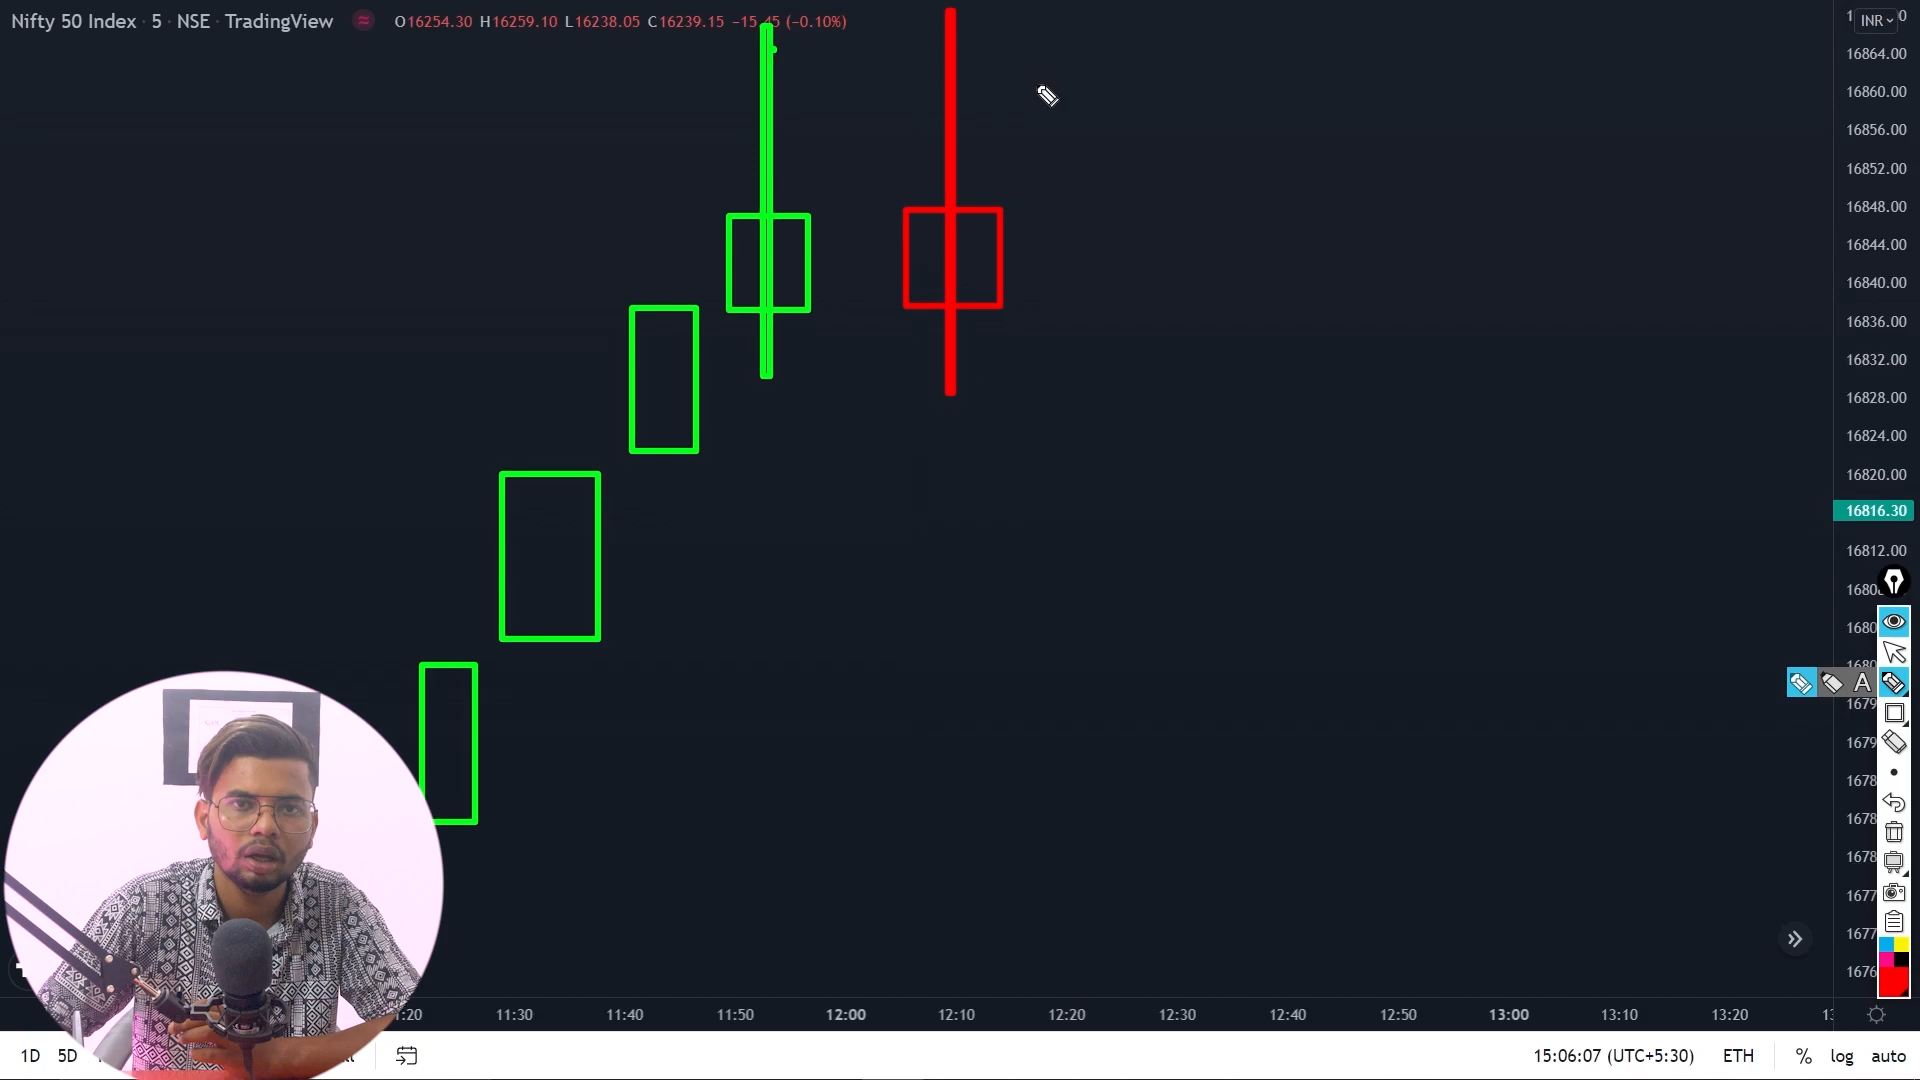 Nifty 50 Index · 5 · NSE · TradingView
O16254.30 H16259.10 L16238.05 C16239.15 −15.45 (−0.10%)
INR
16864.00
16860.00
16856.00
16852.00
16848.00
16844.00
16840.00
16836.00
16832.00
16828.00
16824.00
16820.00
16816.30
16812.00
A
11:30 11:40 11:50 12:00 12:10 12:20 12:30 12:40 12:50 13:00 13:10 13:20
1D 5D
15:06:07 (UTC+5:30) ETH % log auto